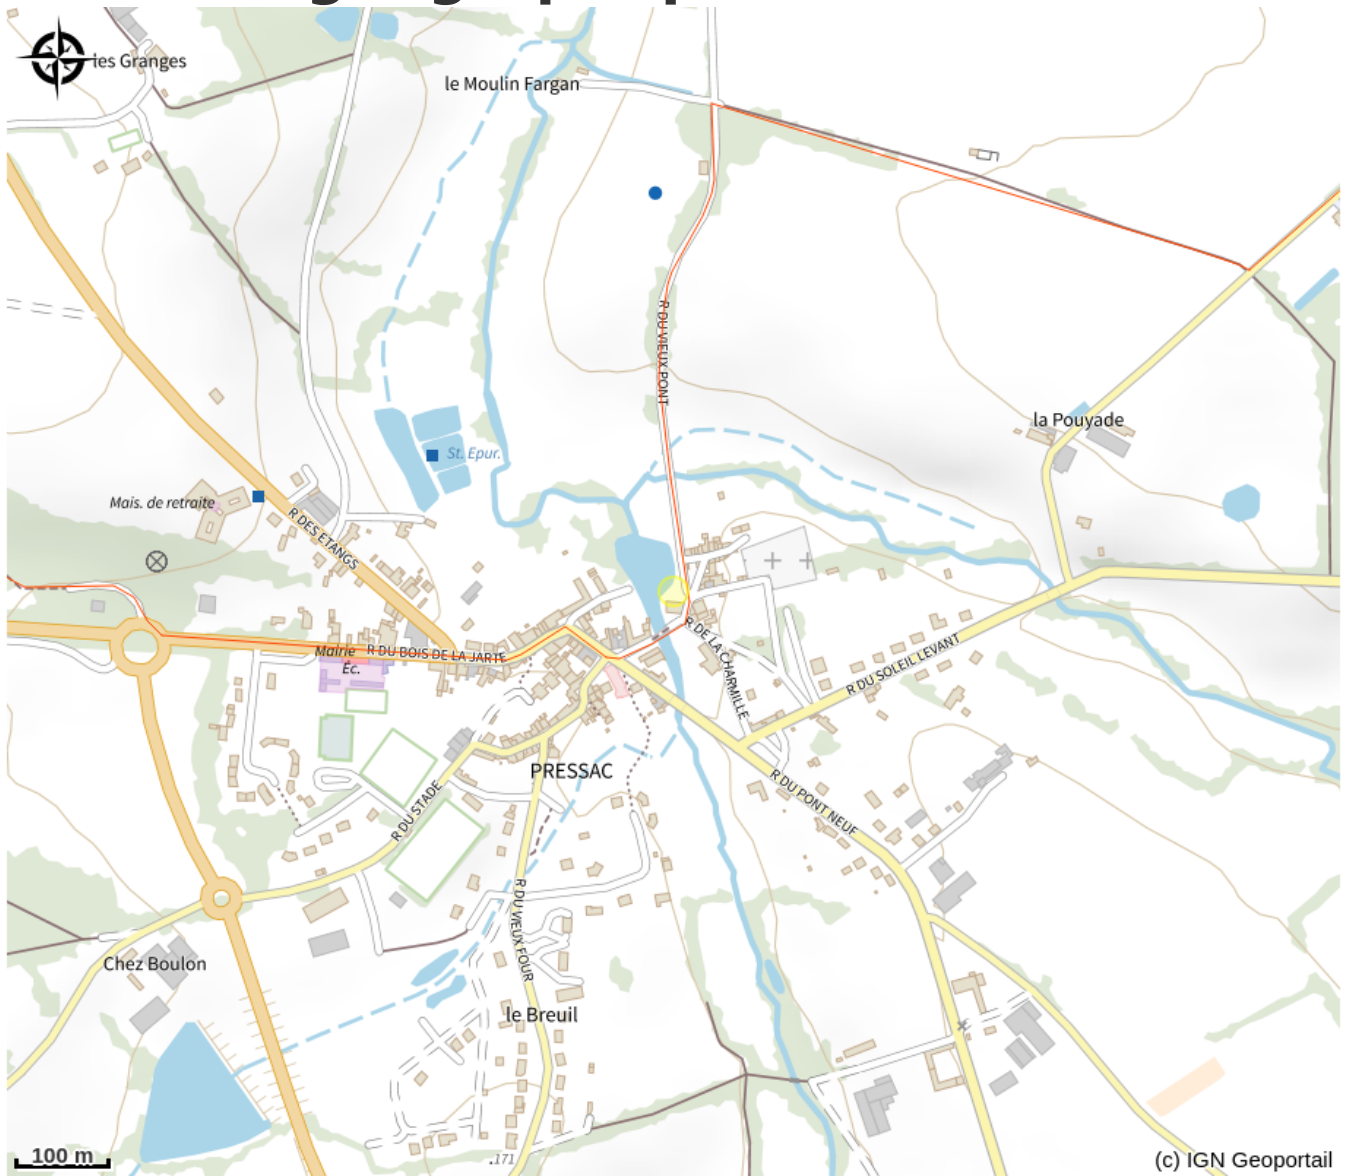 les Granges
le Moulin Fargan
R DU VIEUX PONT
la Pouyade
St. Epur.
Mais. de retraite
R DES ETANGS
R DE LA CHARMILLE
Mairie
R DU BOIS DE LA JARTE
Éc.
R DU SOLEIL LEVANT
PRESSAC
R DU STADE
R DU PONT NEUF
R DU VIEUX FOUR
Chez Boulon
le Breuil
100 m
.171
(c) IGN Geoportail